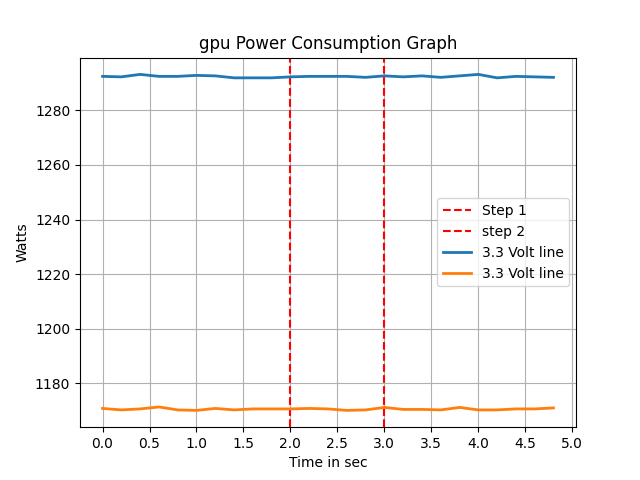 gpu Power Consumption Graph
Watts
1280
1260
1240
1220
1200
1180
Step 1
step 2
3.3 Volt line
3.3 Volt line
0.0 0.5 1.0 1.5 2.0 2.5 3.0 3.5 4.0 4.5 5.0
Time in sec